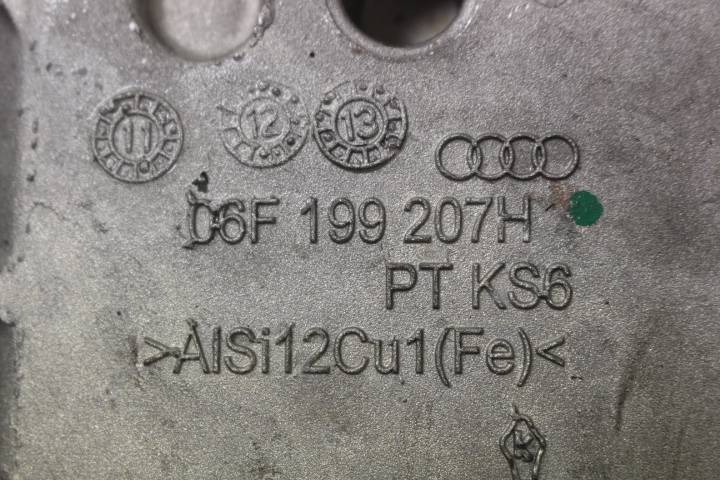 11 12 13
06F 199 207H
PT KS6
>AlSi12Cu1(Fe)<
K